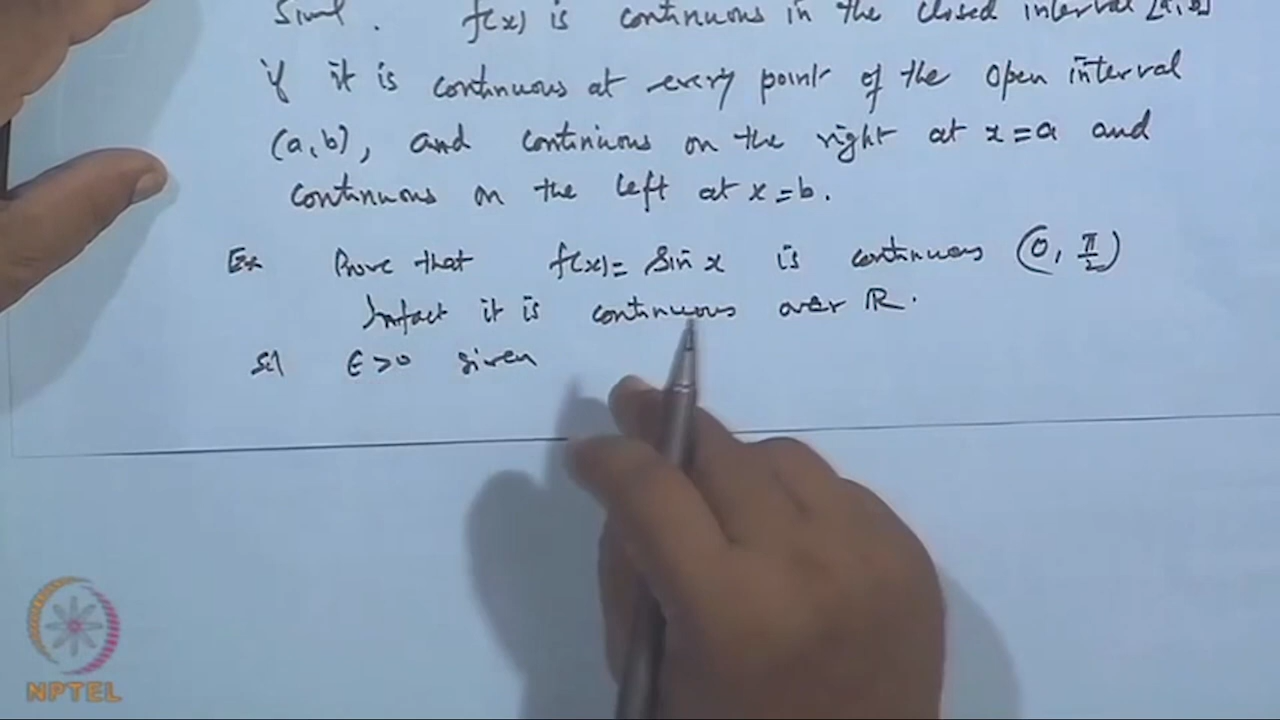 Siml. f(x) is continuous in the closed interval [a,b]
if it is continuous at every point of the open interval
(a,b), and continuous on the right at x=a and
continuous on the left at x=b.
Ex Prove that f(x)= Sin x is continuous (0, π/2)
Infact it is continuous over ℝ.
Sol ε>0 given
NPTEL